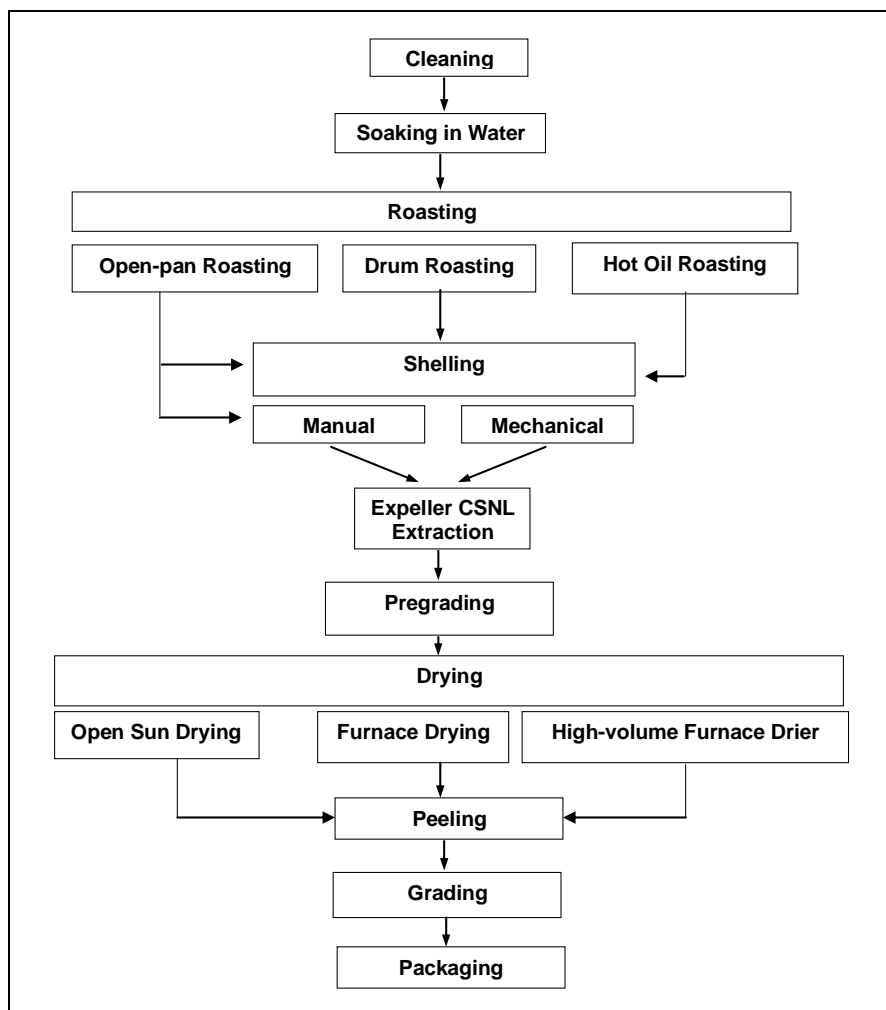 Cleaning
Soaking in Water
Roasting
Open-pan Roasting
Drum Roasting
Hot Oil Roasting
Shelling
Manual
Mechanical
Expeller CSNL
Extraction
Pregrading
Drying
Open Sun Drying
Furnace Drying
High-volume Furnace Drier
Peeling
Grading
Packaging